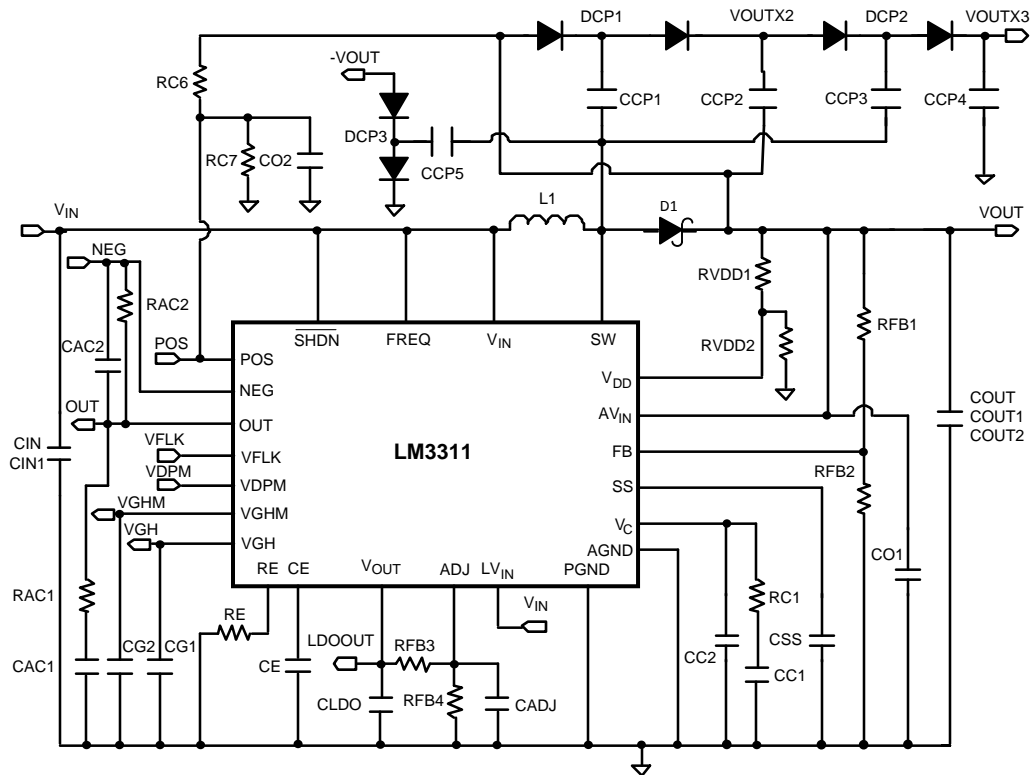 DCP1
VOUTX2
DCP2
VOUTX3
-VOUT
RC6
CCP1
CCP2
CCP3
CCP4
DCP3
RC7
CO2
CCP5
VIN
L1
D1
VOUT
NEG
RVDD1
RAC2
RFB1
SHDN
FREQ
VIN
SW
CAC2
RVDD2
POS
POS
VDD
NEG
COUT
COUT1
COUT2
AVIN
OUT
OUT
CIN
CIN1
VFLK
VFLK
LM3311
FB
RFB2
VDPM
VDPM
SS
VGHM
VGHM
VC
VGH
VGH
AGND
CO1
RE
CE
VOUT
ADJ
LVIN
PGND
RAC1
VIN
RC1
RE
LDOOUT
RFB3
CSS
CAC1
CG2
CG1
CE
CC2
CC1
CLDO
RFB4
CADJ